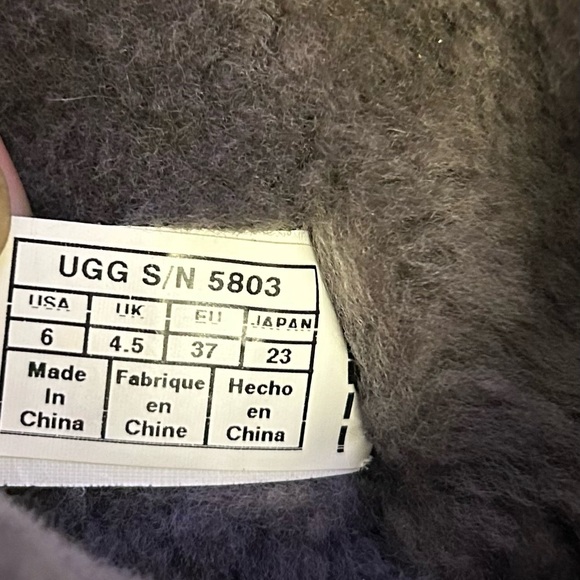 UGG S/N 5803
USA UK EU JAPAN
6 4.5 37 23
Made Fabrique Hecho
In en en
China Chine China